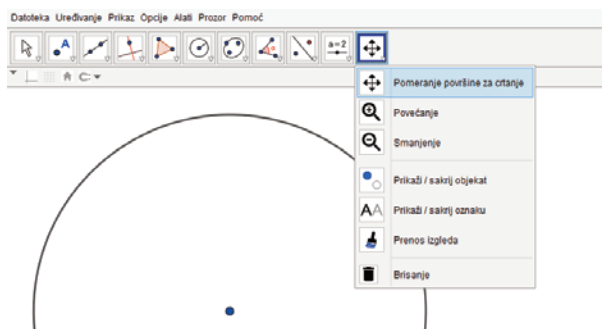 Datoteka Uređivanje Prikaz Opcije Alati Prozor Pomoć
A
a=2
Pomeranje površine za crtanje
Povećanje
Smanjenje
Prikaži / sakrij objekat
AA Prikaži / sakrij oznaku
Prenos izgleda
Brisanje